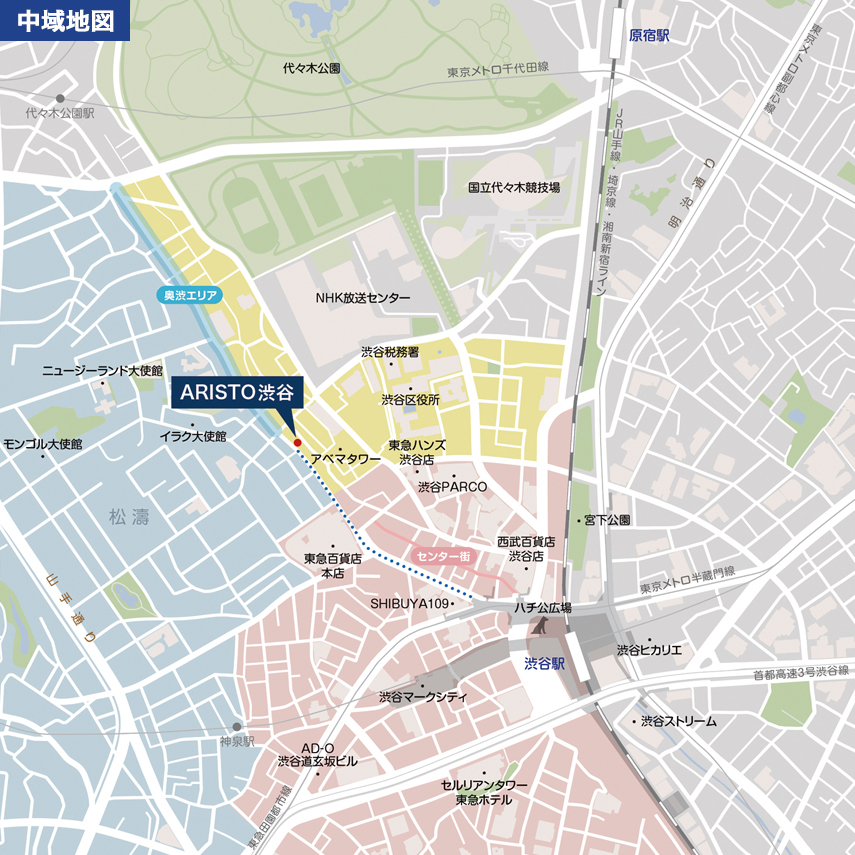 中域地図
原宿駅
代々木公園
東京メトロ千代田線
東京メトロ副都心線
代々木公園駅
JR山手線・埼京線・湘南新宿ライン
国立代々木競技場
明治通り
奥渋エリア
NHK放送センター
渋谷税務署
ニュージーランド大使館
ARISTO渋谷
渋谷区役所
モンゴル大使館
イラク大使館
アベマタワー
東急ハンズ
渋谷店
渋谷PARCO
松濤
宮下公園
西武百貨店
渋谷店
センター街
東急百貨店
本店
東京メトロ半蔵門線
山手通り
SHIBUYA109
ハチ公広場
渋谷ヒカリエ
渋谷駅
首都高速3号渋谷線
渋谷マークシティ
渋谷ストリーム
神泉駅
AD-O
渋谷道玄坂ビル
セルリアンタワー
東急ホテル
東急田園都市線